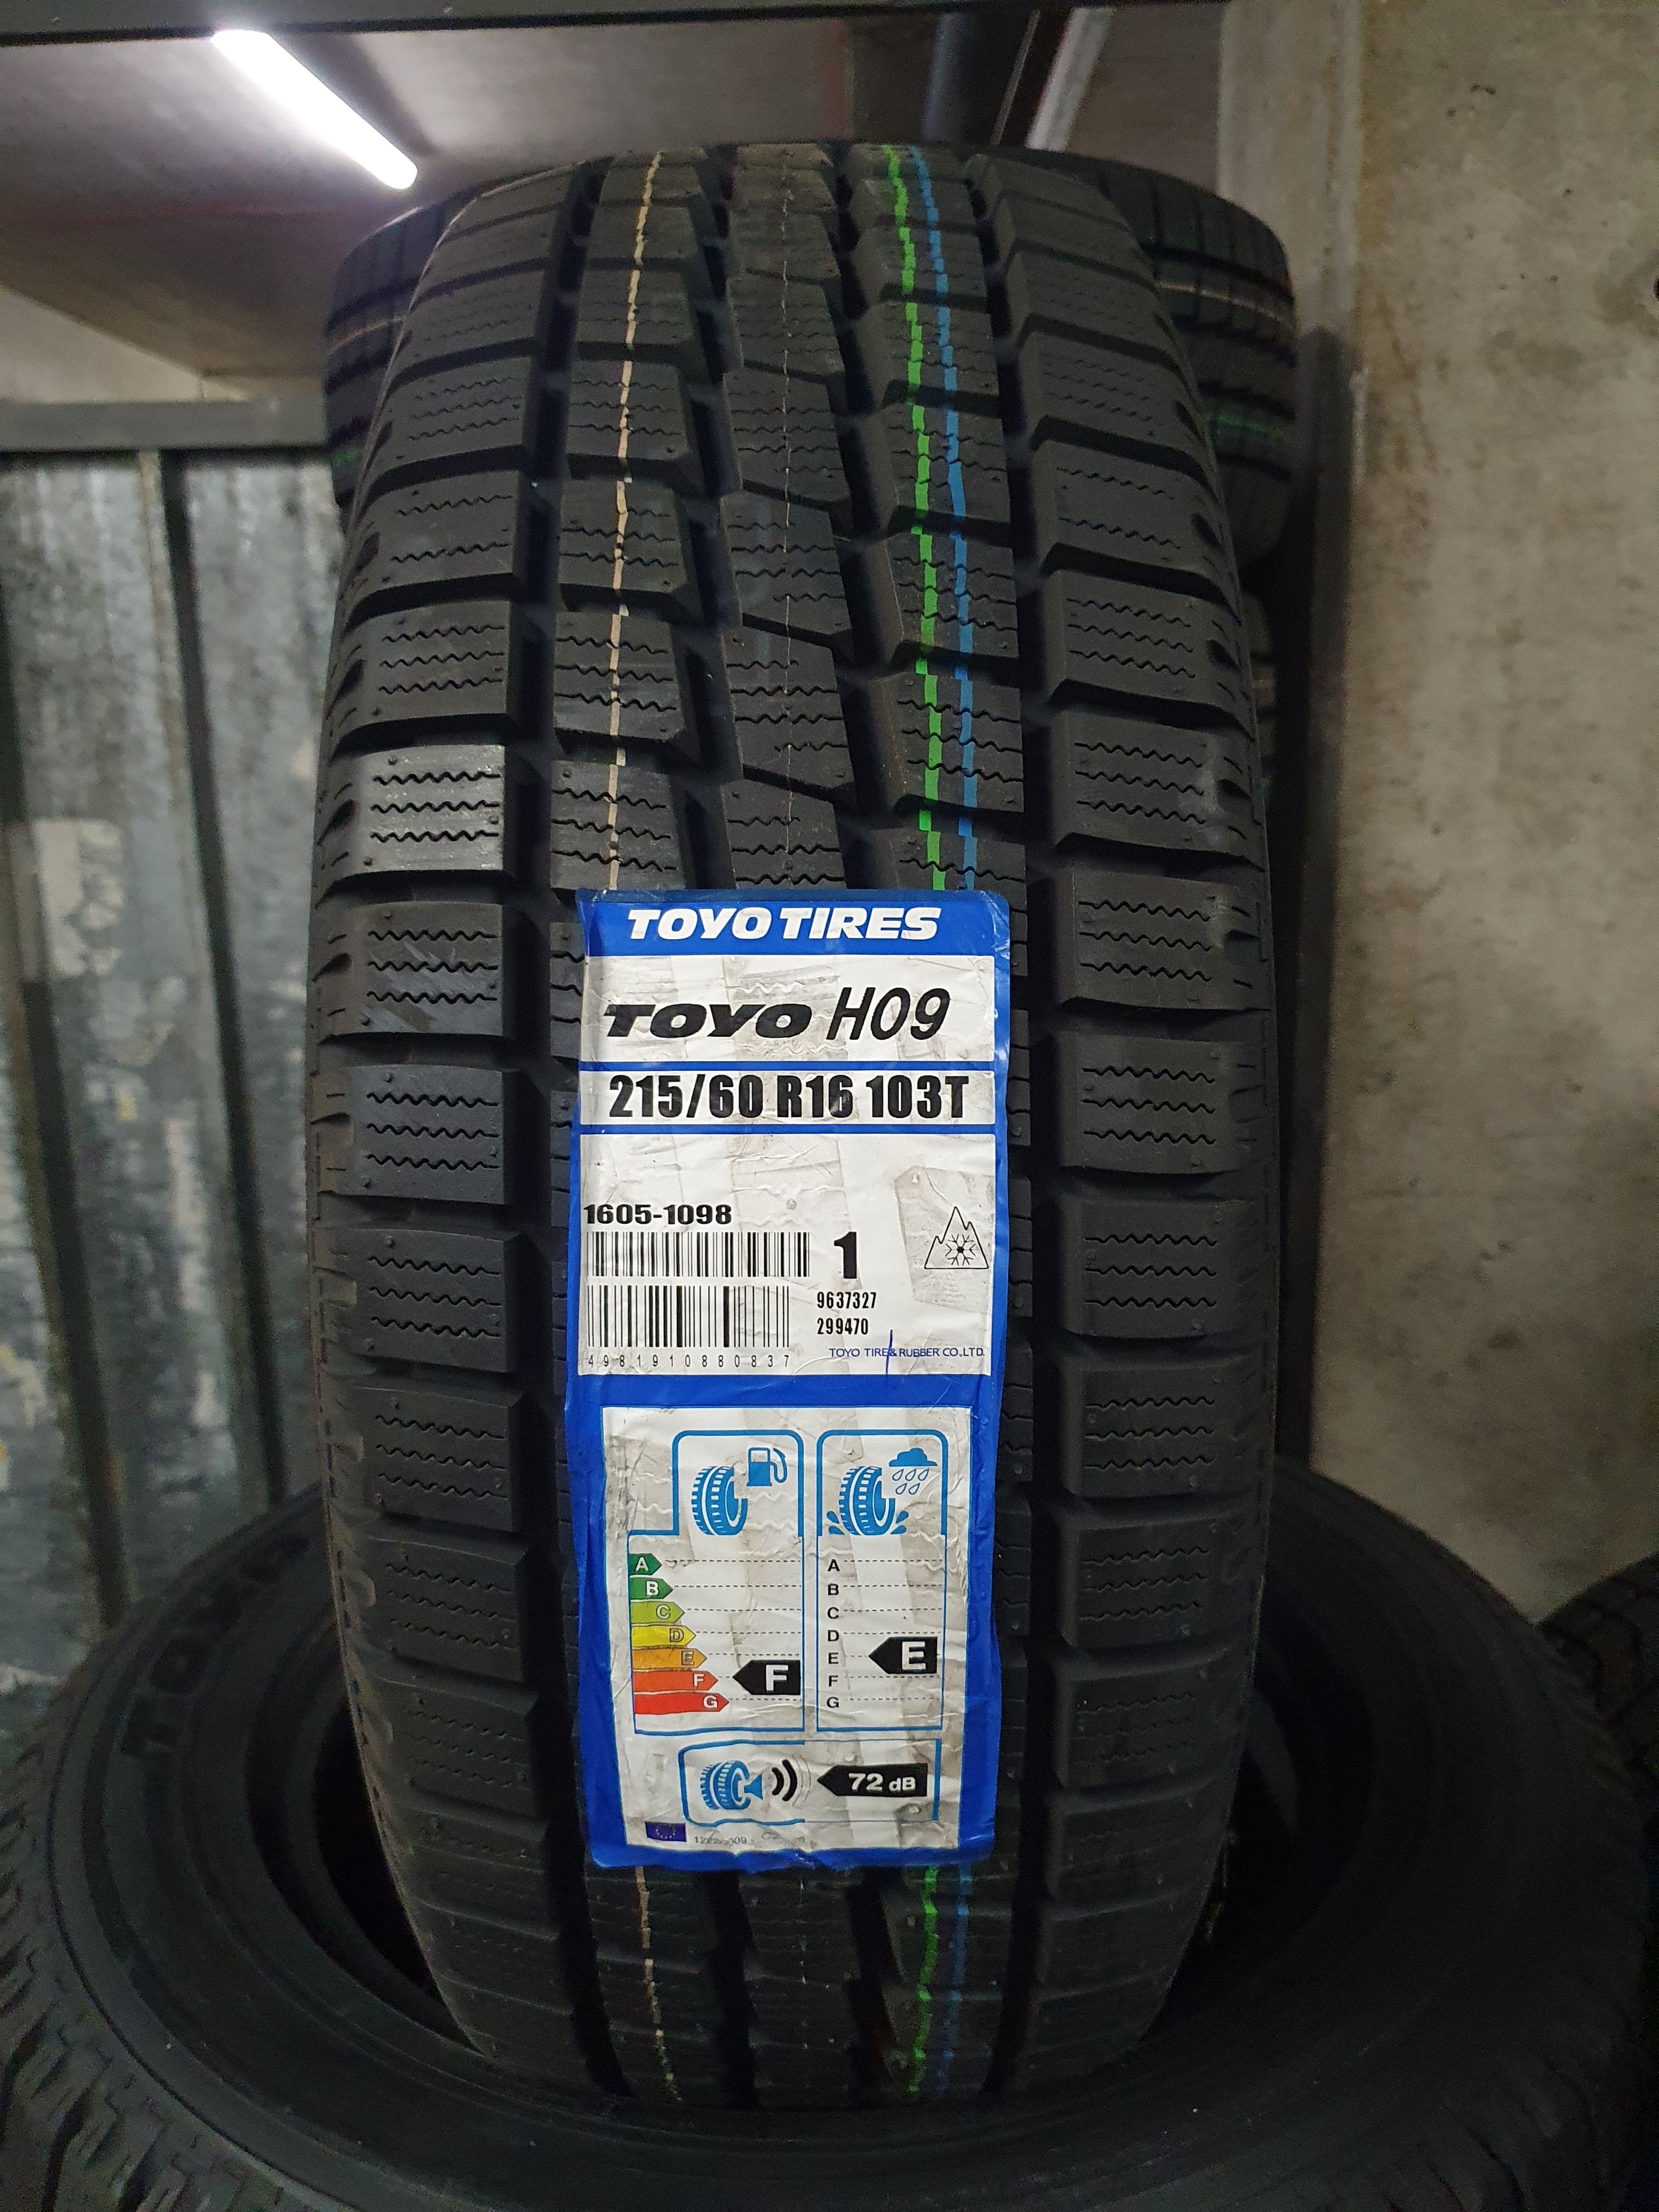 TOYO TIRES
TOYO H09
215/60 R16 103T
1605-1098
1
9637327
299470
TOYO TIRE & RUBBER CO.,LTD.
4981910880837
A
B
C
D
E
F
G
F
A
B
C
D
E
F
G
E
72 dB